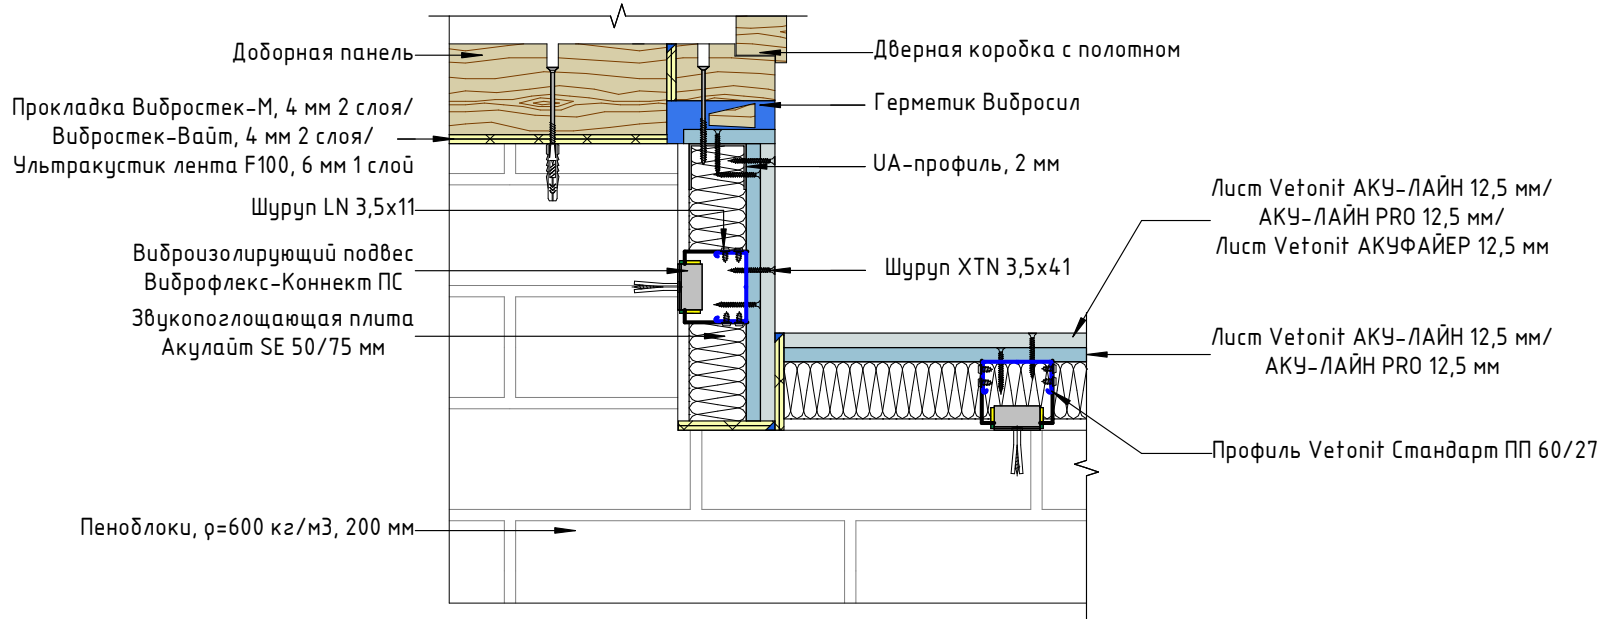 Доборная панель
Прокладка Вибростек-М, 4 мм 2 слоя/
Вибростек-Вайт, 4 мм 2 слоя/
Ультракустик лента F100, 6 мм 1 слой
Шуруп LN 3,5x11
Виброизолирующий подвес
Виброфлекс-Коннект ПС
Звукопоглощающая плита
Акулайт SE 50/75 мм
Пеноблоки, ρ=600 кг/м3, 200 мм
Дверная коробка с полотном
Герметик Вибросил
UA-профиль, 2 мм
Шуруп XTN 3,5x41
Лист Vetonit АКУ-ЛАЙН 12,5 мм/
АКУ-ЛАЙН PRO 12,5 мм/
Лист Vetonit АКУФАЙЕР 12,5 мм
Лист Vetonit АКУ-ЛАЙН 12,5 мм/
АКУ-ЛАЙН PRO 12,5 мм
Профиль Vetonit Стандарт ПП 60/27